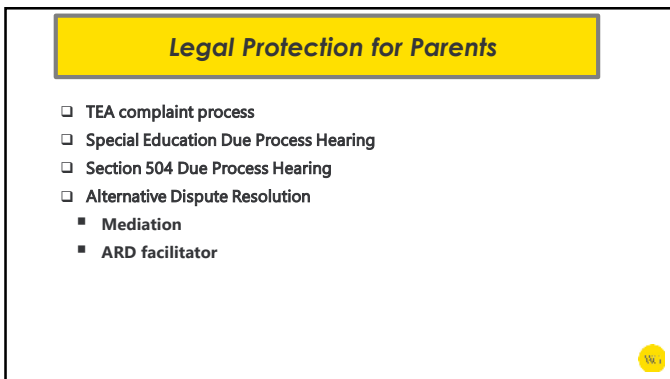 Legal Protection for Parents
TEA complaint process
Special Education Due Process Hearing
Section 504 Due Process Hearing
Alternative Dispute Resolution
Mediation
ARD facilitator